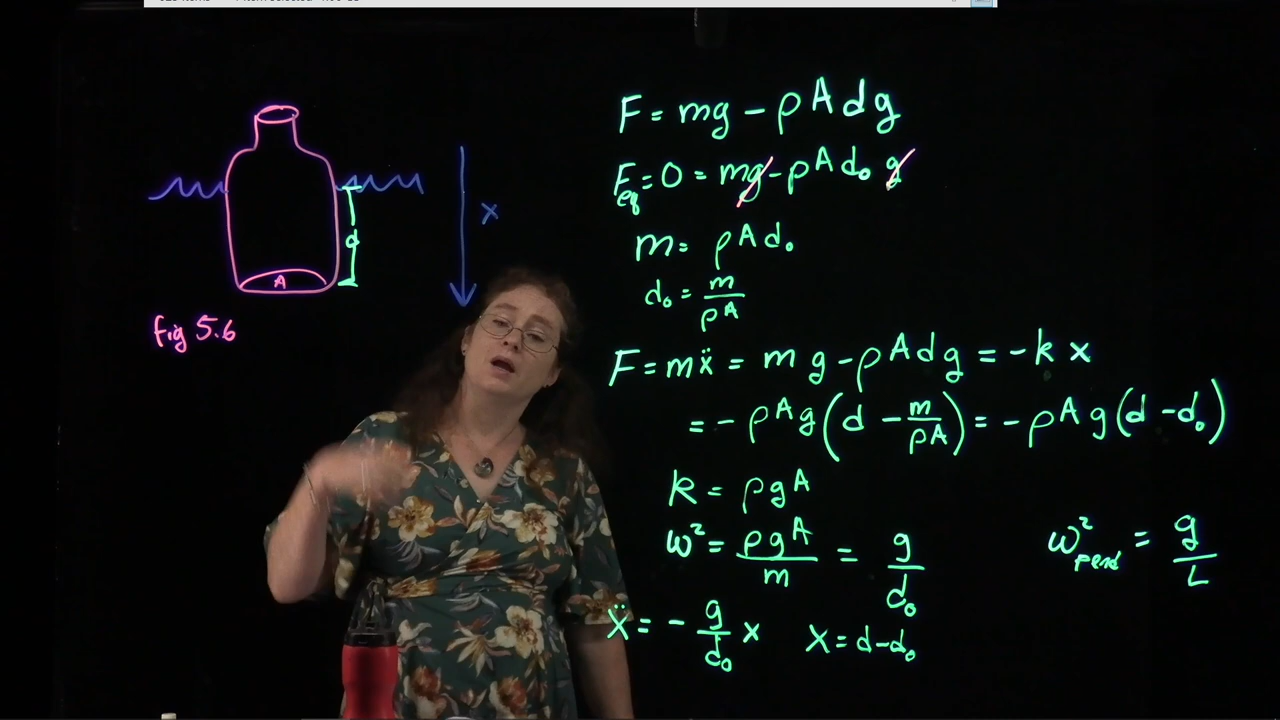 F = mg - ρAdg
F_eq = 0 = mg - ρAd₀g
m = ρAd₀
d₀ = m/ρA
F = mẍ = mg - ρAdg = -kx
= -ρAg(d - m/ρA) = -ρAg(d - d₀)
k = ρgA
ω² = ρgA/m = g/d₀
ω²_pend = g/L
ẍ = -g/d₀ x
x = d - d₀
x
d
A
fig 5.6